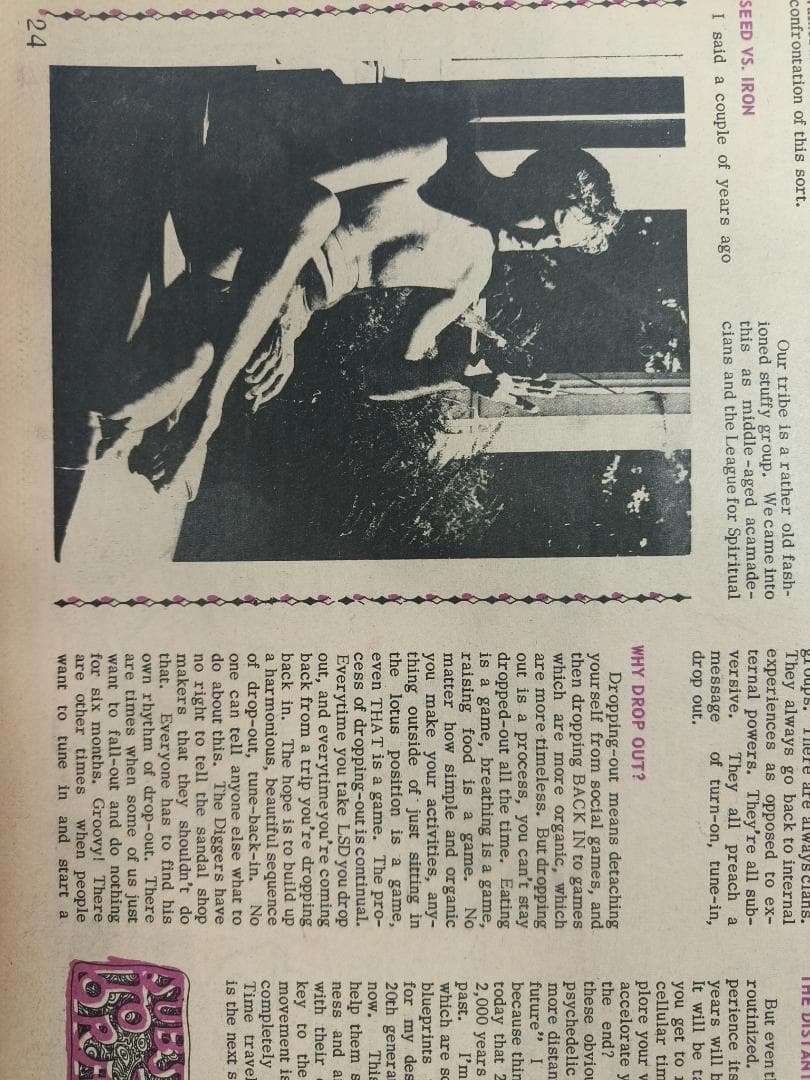 confrontation of this sort.
SEED VS. IRON
I said a couple of years ago
24
Our tribe is a rather old fash-
ioned stuffy group. We came into
this as middle-aged acamade-
cians and the League for Spiritual
groups. There are always clans.
They always go back to internal
experiences as opposed to ex-
ternal powers. They're all sub-
versive. They all preach a
message of turn-on, tune-in,
drop out.
WHY DROP OUT?
Dropping-out means detaching
yourself from social games, and
then dropping BACK IN to games
which are more organic, which
are more timeless. But dropping
out is a process, you can't stay
dropped-out all the time. Eating
is a game, breathing is a game,
raising food is a game. No
matter how simple and organic
you make your activities, any-
thing outside of just sitting in
the lotus position is a game,
even THAT is a game. The pro-
cess of dropping-out is continual.
Everytime you take LSD you drop
out, and everytime you're coming
back from a trip you're dropping
back in. The hope is to build up
a harmonious, beautiful sequence
of drop-out, tune-back-in. No
one can tell anyone else what to
do about this. The Diggers have
no right to tell the sandal shop
makers that they shouldn't do
that. Everyone has to find his
own rhythm of drop-out. There
are times when some of us just
want to fall-out and do nothing
for six months. Groovy! There
are other times when people
want to tune in and start a
THE
But even
routinized.
perience its
years will
It will be
you get to
cellular
plore your
accelorate
the end?
these
psychedelic
more
future" I
because
today that
2,000 years
past. I'm
which are
blueprints
for my
20th
now. This
help them
ness and
with their
key to the
movement is
completely
Time
is the next